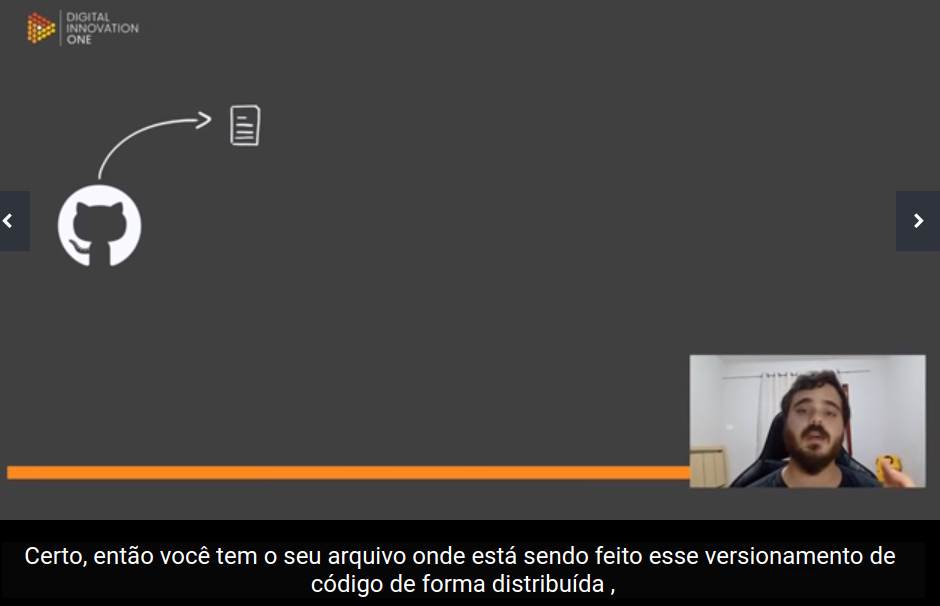 DIGITAL
INNOVATION
ONE
Certo, então você tem o seu arquivo onde está sendo feito esse versionamento de
código de forma distribuída ,